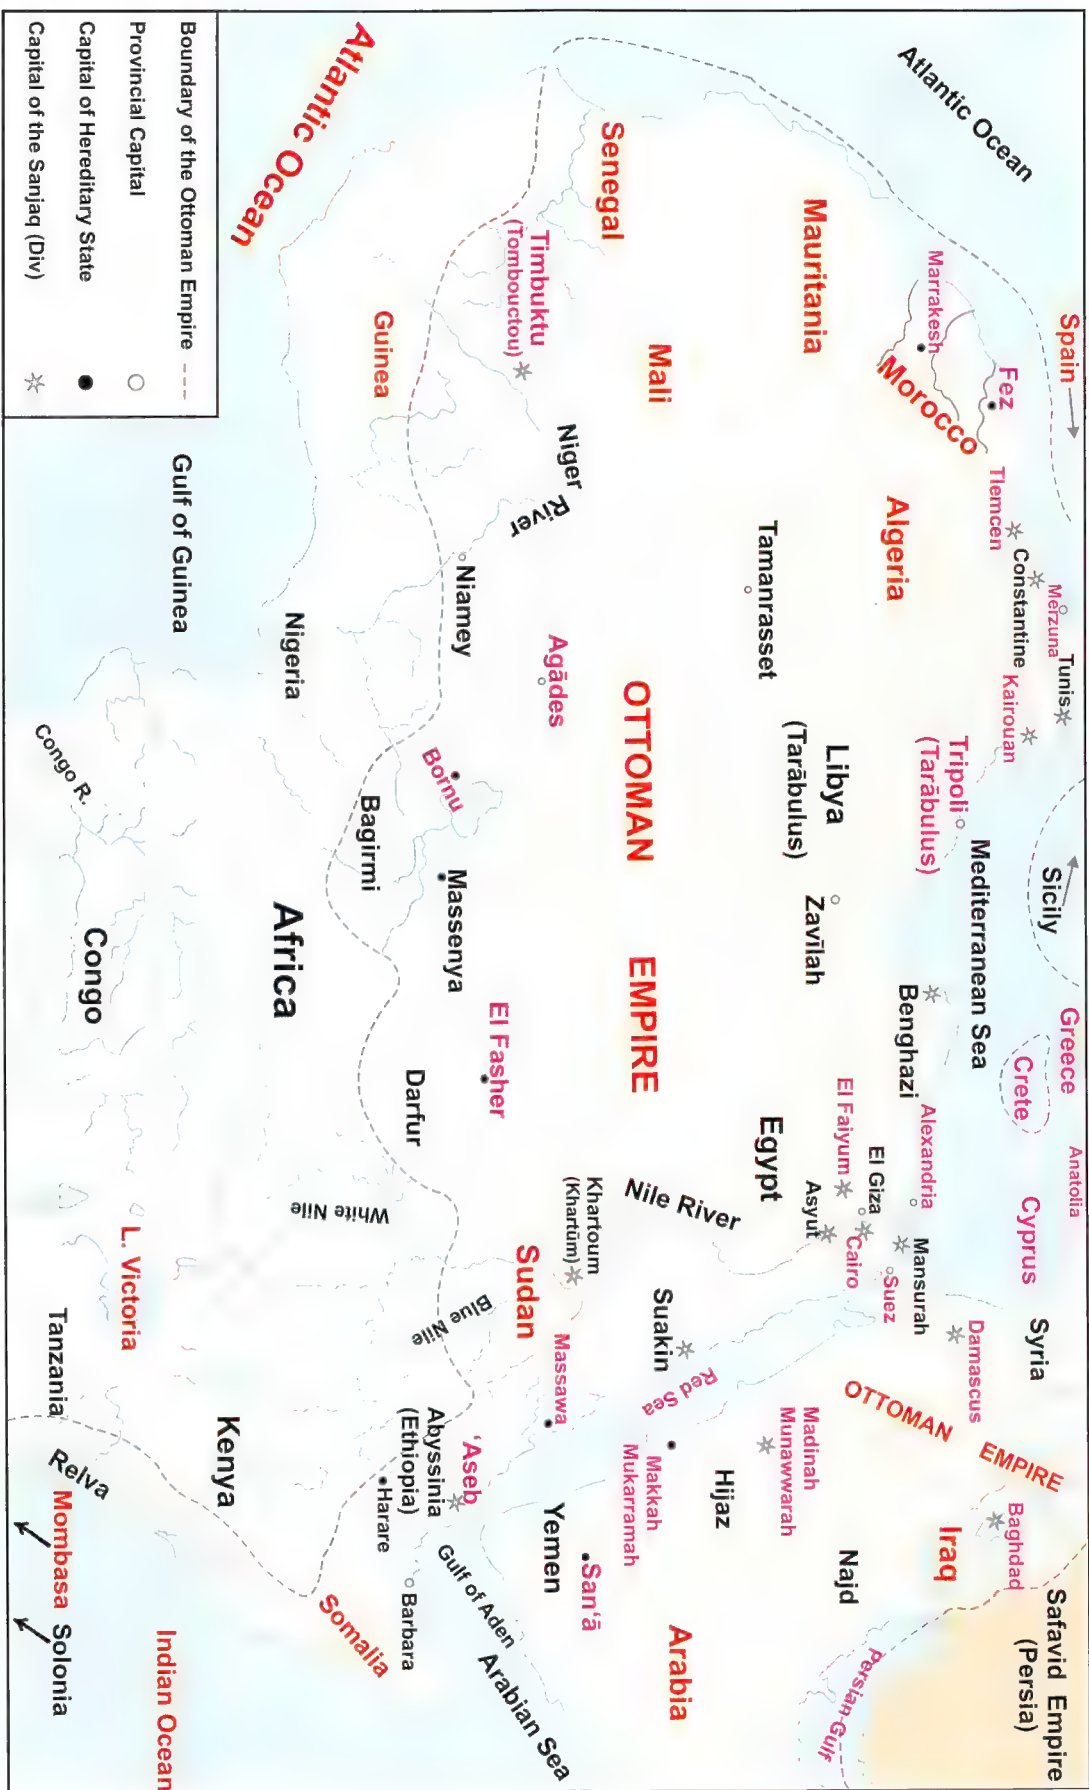 Atlantic Ocean
Spain
Sicily
Greece
Anatolia
Crete
Cyprus
Syria
Safavid Empire
(Persia)
Marrakesh
Fez
Morocco
Tlemcen
Constantine
Merzuna
Tunis
Kairouan
Tripoli
(Tarābulus)
Mediterranean Sea
Benghazi
Alexandria
El Faiyum
El Giza
Asyut
Cairo
Mansurah
Suez
Damascus
OTTOMAN EMPIRE
Baghdad
Iraq
Mauritania
Algeria
Tamanrasset
Libya
(Tarābulus)
Zavīlah
Egypt
Nile River
Madinah
Munawwarah
Hijaz
Najd
Persian Gulf
Senegal
Mali
OTTOMAN EMPIRE
Red Sea
Suakin
Makkah
Mukarramah
Arabia
Timbuktu
(Tombouctou)
Niger
River
Agādes
Niamey
Bornu
Massenya
El Fasher
Khartoum
(Khartūm)
Sudan
Massawa
Yemen
San‘ā
Guinea
Bagirmi
Darfur
White Nile
Blue Nile
‘Aseb
Abyssinia
(Ethiopia)
Harare
Barbara
Gulf of Aden
Arabian Sea
Atlantic Ocean
Nigeria
Africa
Somalia
Gulf of Guinea
Congo R.
Congo
L. Victoria
Kenya
Tanzania
Relva
Mombasa
Solonia
Indian Ocean
Boundary of the Ottoman Empire
Provincial Capital
Capital of Hereditary State
Capital of the Sanjaq (Div)